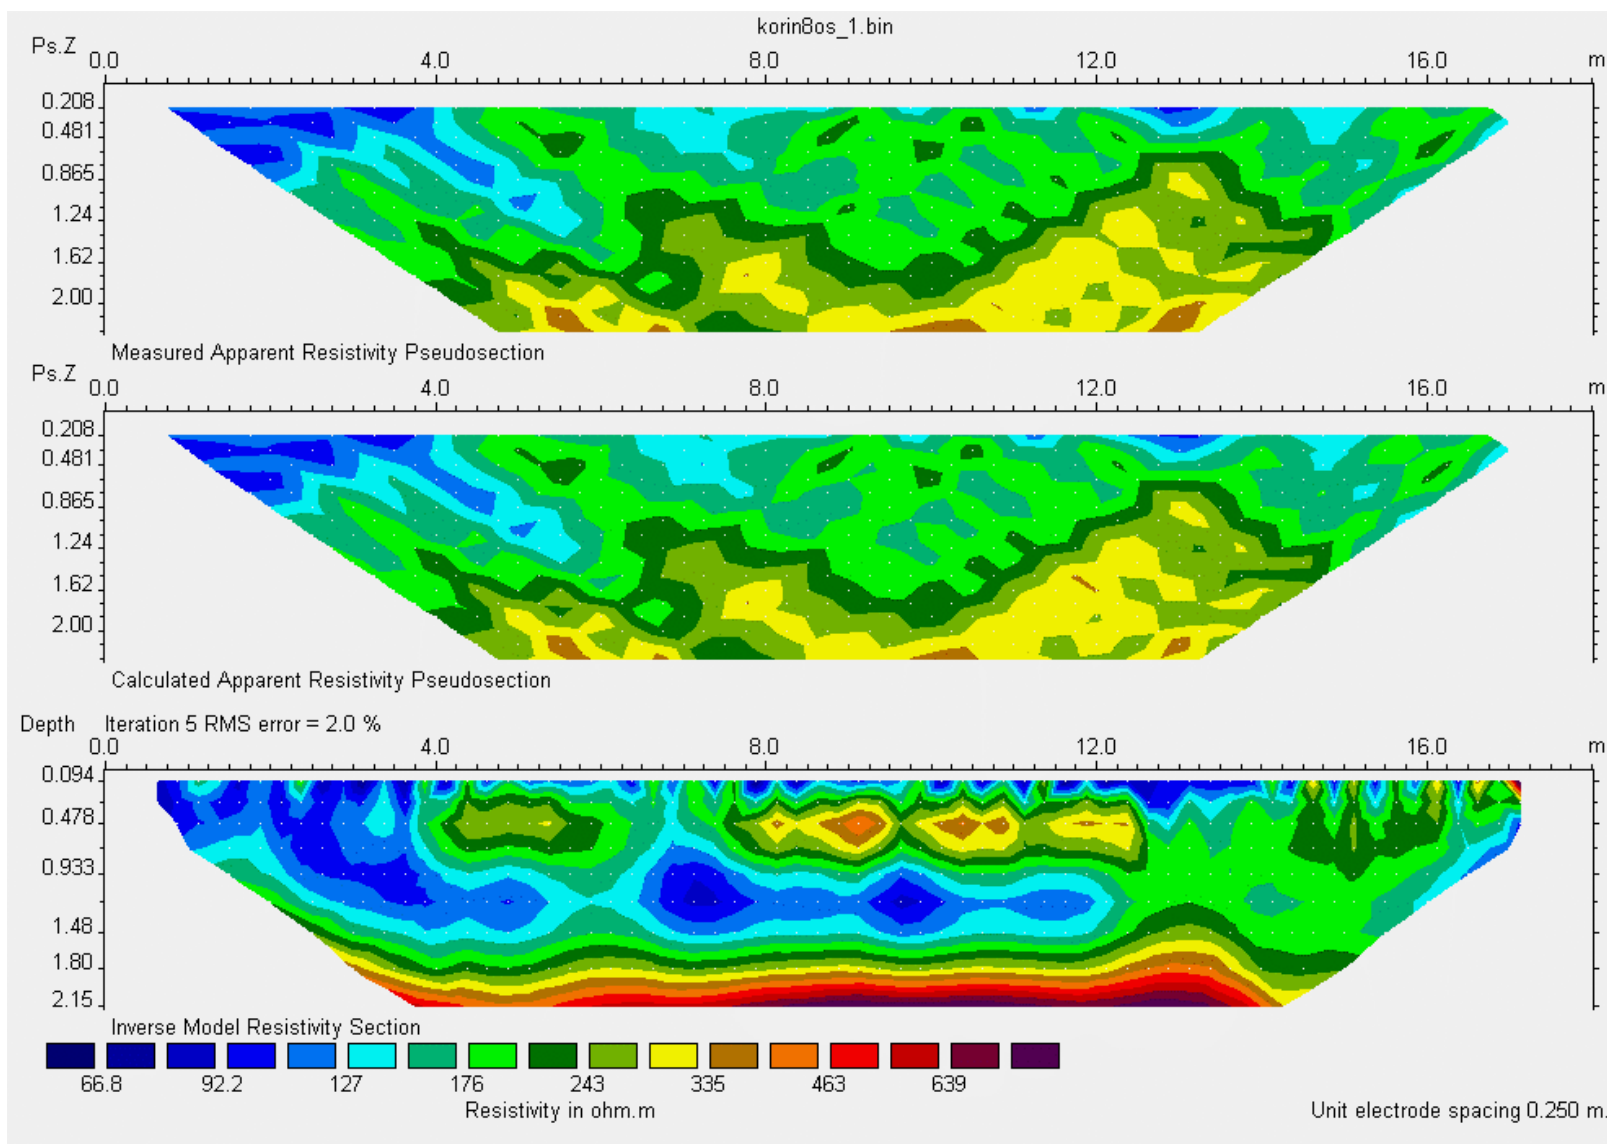 korin8os_1.bin
Ps.Z
0.0 4.0 8.0 12.0 16.0 m
0.208
0.481
0.865
1.24
1.62
2.00
Measured Apparent Resistivity Pseudosection
Ps.Z
0.0 4.0 8.0 12.0 16.0 m
0.208
0.481
0.865
1.24
1.62
2.00
Calculated Apparent Resistivity Pseudosection
Depth Iteration 5 RMS error = 2.0 %
0.0 4.0 8.0 12.0 16.0 m
0.094
0.478
0.933
1.48
1.80
2.15
Inverse Model Resistivity Section
66.8 92.2 127 176 243 335 463 639
Resistivity in ohm.m Unit electrode spacing 0.250 m.